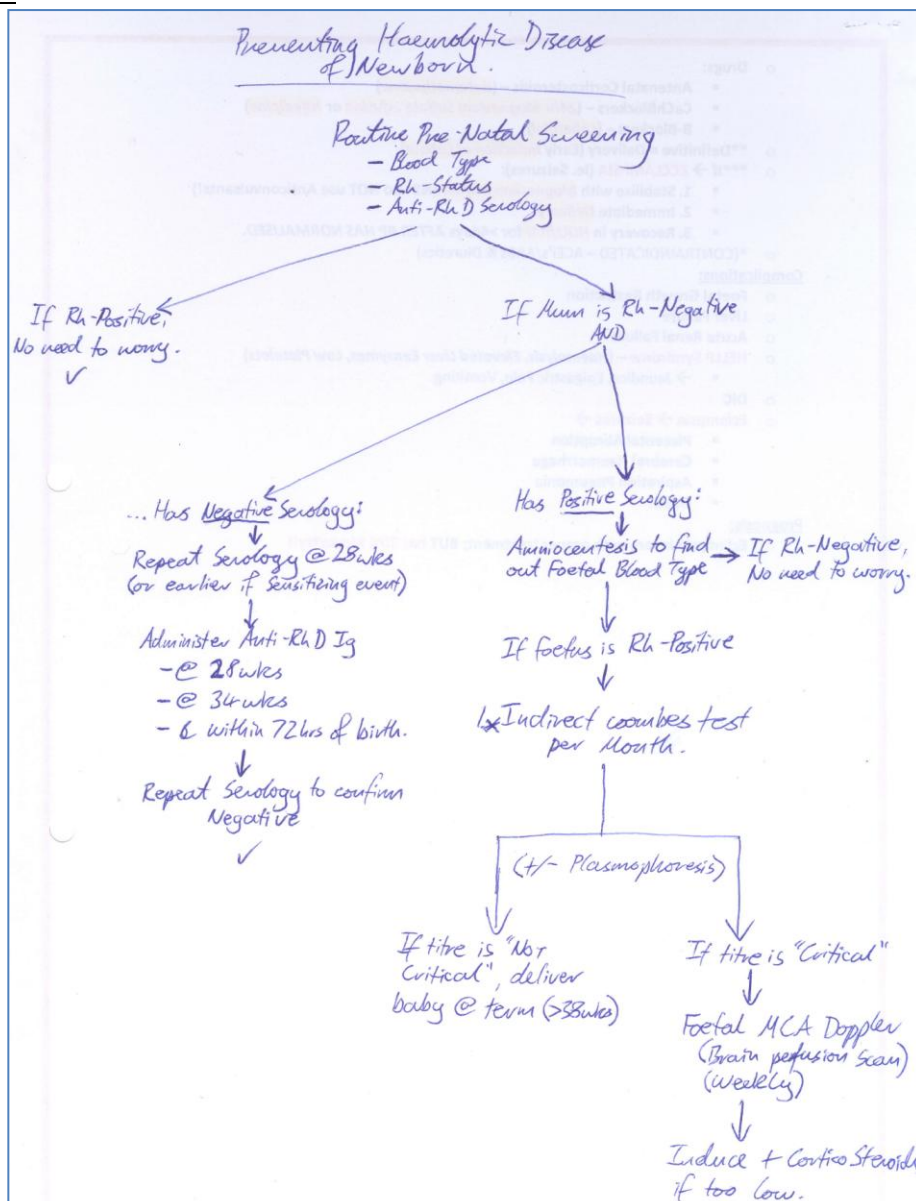 Preventing Haemolytic Disease
of Newborn.
Routine Pre-Natal Screening
- Blood Type
- Rh-Status
- Anti-RhD Serology
If Rh-Positive,
No need to worry.
✓
If Mum is Rh-Negative
AND
...Has Negative Serology:
Repeat Serology @ 28wks
(or earlier if Sensitizing event)
Administer Anti-RhD Ig
- @ 28wks
- @ 34wks
- & within 72hrs of birth.
Repeat Serology to confirm
Negative
✓
Has Positive Serology:
Amniocentesis to find
out Foetal Blood Type
If Rh-Negative,
No need to worry.
If foetus is Rh-Positive
1x Indirect coombes test
per Month.
(+/- Plasmophoresis)
If titre is "Not
Critical", deliver
baby @ term (>38wks)
If titre is "Critical"
Foetal MCA Doppler
(Brain perfusion scan)
(Weekly)
Induce + Cortico Steroids
if too low.